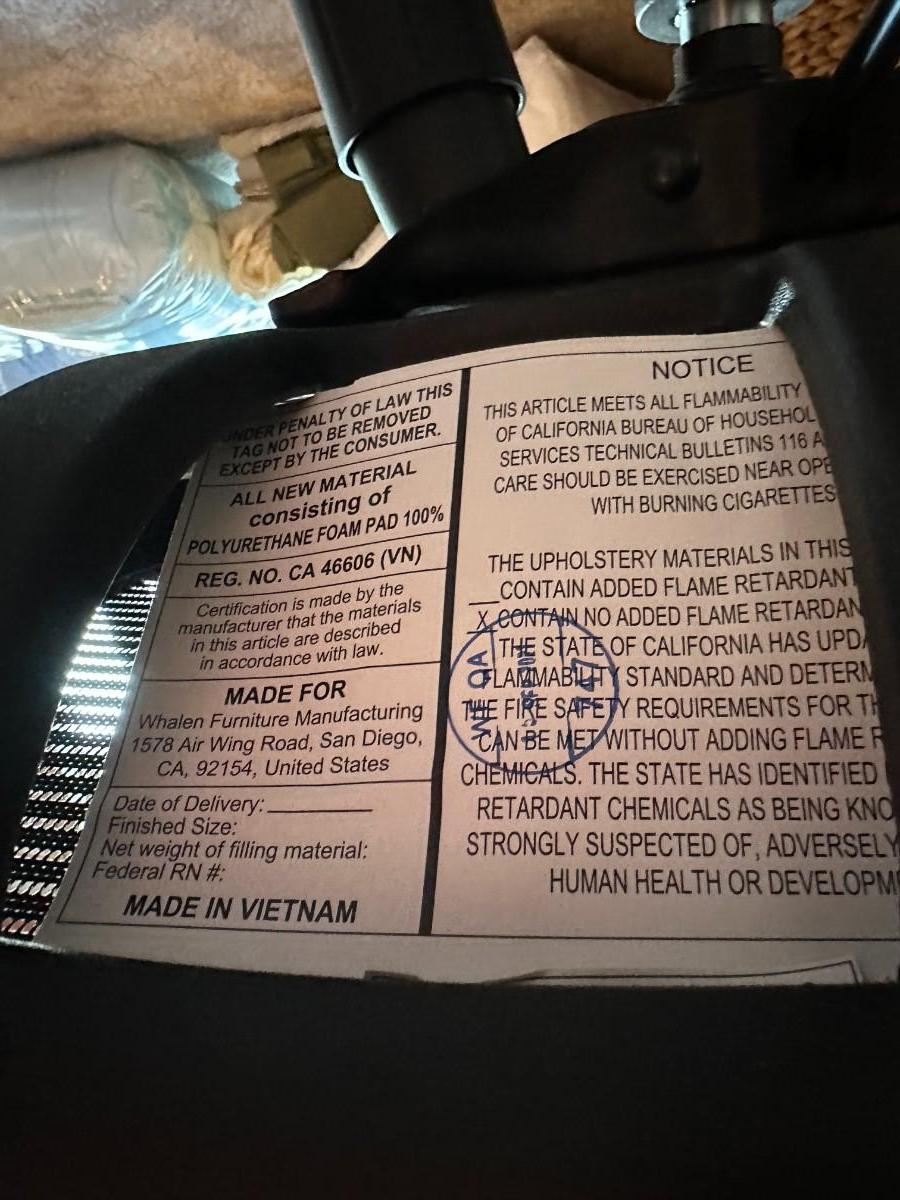 UNDER PENALTY OF LAW THIS
TAG NOT TO BE REMOVED
EXCEPT BY THE CONSUMER.
ALL NEW MATERIAL
consisting of
POLYURETHANE FOAM PAD 100%
REG. NO. CA 46606 (VN)
Certification is made by the
manufacturer that the materials
in this article are described
in accordance with law.
MADE FOR
Whalen Furniture Manufacturing
1578 Air Wing Road, San Diego,
CA, 92154, United States
Date of Delivery:
Finished Size:
Net weight of filling material:
Federal RN #:
MADE IN VIETNAM
NOTICE
THIS ARTICLE MEETS ALL FLAMMABILITY
OF CALIFORNIA BUREAU OF HOUSEHOL
SERVICES TECHNICAL BULLETINS 116 A
CARE SHOULD BE EXERCISED NEAR OPE
WITH BURNING CIGARETTES
THE UPHOLSTERY MATERIALS IN THIS
CONTAIN ADDED FLAME RETARDANT
X CONTAIN NO ADDED FLAME RETARDAN
THE STATE OF CALIFORNIA HAS UPDA
FLAMMABILITY STANDARD AND DETERM
THE FIRE SAFETY REQUIREMENTS FOR TH
CAN BE MET WITHOUT ADDING FLAME R
CHEMICALS. THE STATE HAS IDENTIFIED
RETARDANT CHEMICALS AS BEING KNO
STRONGLY SUSPECTED OF, ADVERSELY
HUMAN HEALTH OR DEVELOPM
WF QA
747